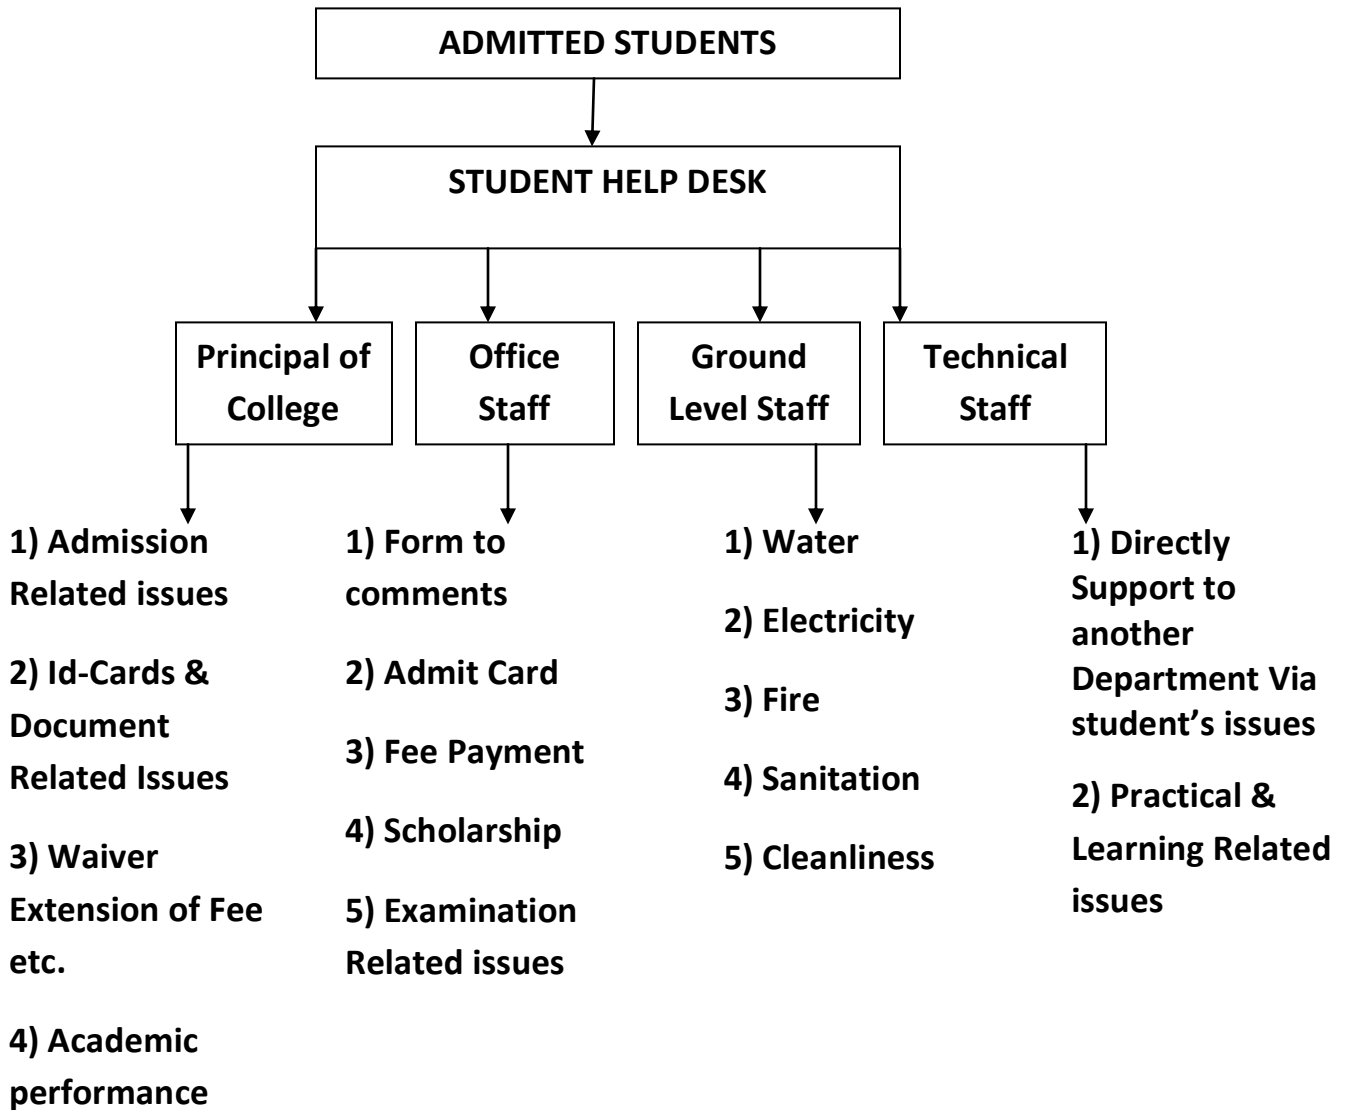 ADMITTED STUDENTS
STUDENT HELP DESK
Principal of
College
Office
Staff
Ground
Level Staff
Technical
Staff
1) Admission
Related issues
2) Id-Cards &
Document
Related Issues
3) Waiver
Extension of Fee
etc.
4) Academic
performance
1) Form to
comments
2) Admit Card
3) Fee Payment
4) Scholarship
5) Examination
Related issues
1) Water
2) Electricity
3) Fire
4) Sanitation
5) Cleanliness
1) Directly
Support to
another
Department Via
student’s issues
2) Practical &
Learning Related
issues